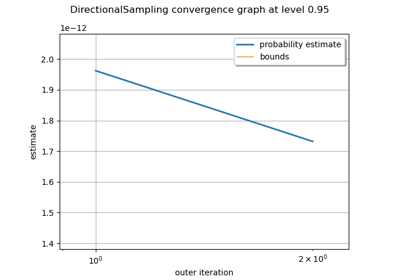 DirectionalSampling convergence graph at level 0.95
1e−12
probability estimate
bounds
2.0
1.9
1.8
1.7
1.6
1.5
1.4
estimate
10⁰
2 × 10⁰
outer iteration